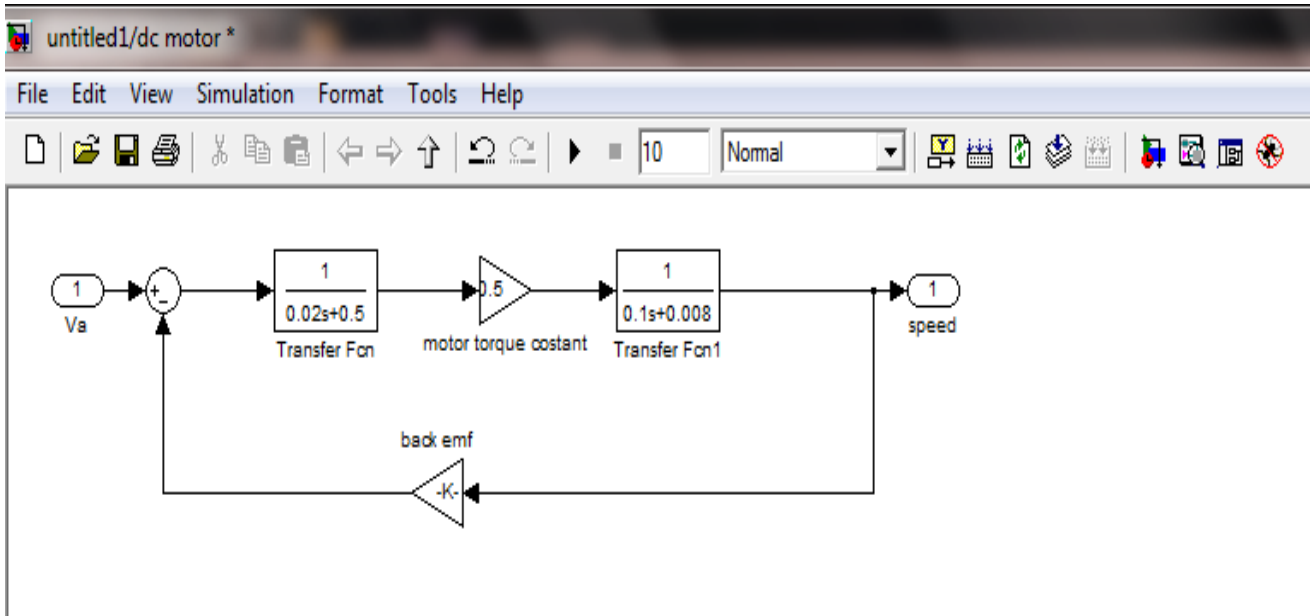 untitled1/dc motor *
File Edit View Simulation Format Tools Help
10 Normal
1
Va
+
-
1
0.02s+0.5
Transfer Fcn
0.5
motor torque costant
1
0.1s+0.008
Transfer Fcn1
1
speed
back emf
-K-